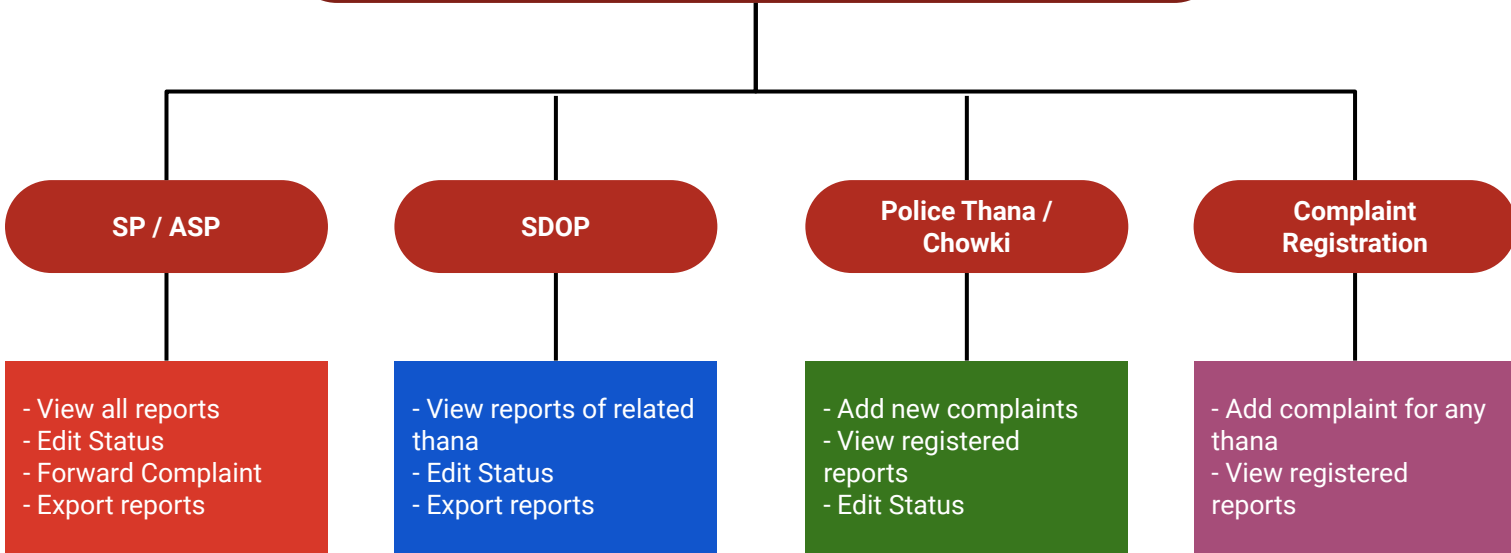 SP / ASP
SDOP
Police Thana /
Chowki
Complaint
Registration
- View all reports
- Edit Status
- Forward Complaint
- Export reports
- View reports of related
thana
- Edit Status
- Export reports
- Add new complaints
- View registered
reports
- Edit Status
- Add complaint for any
thana
- View registered
reports